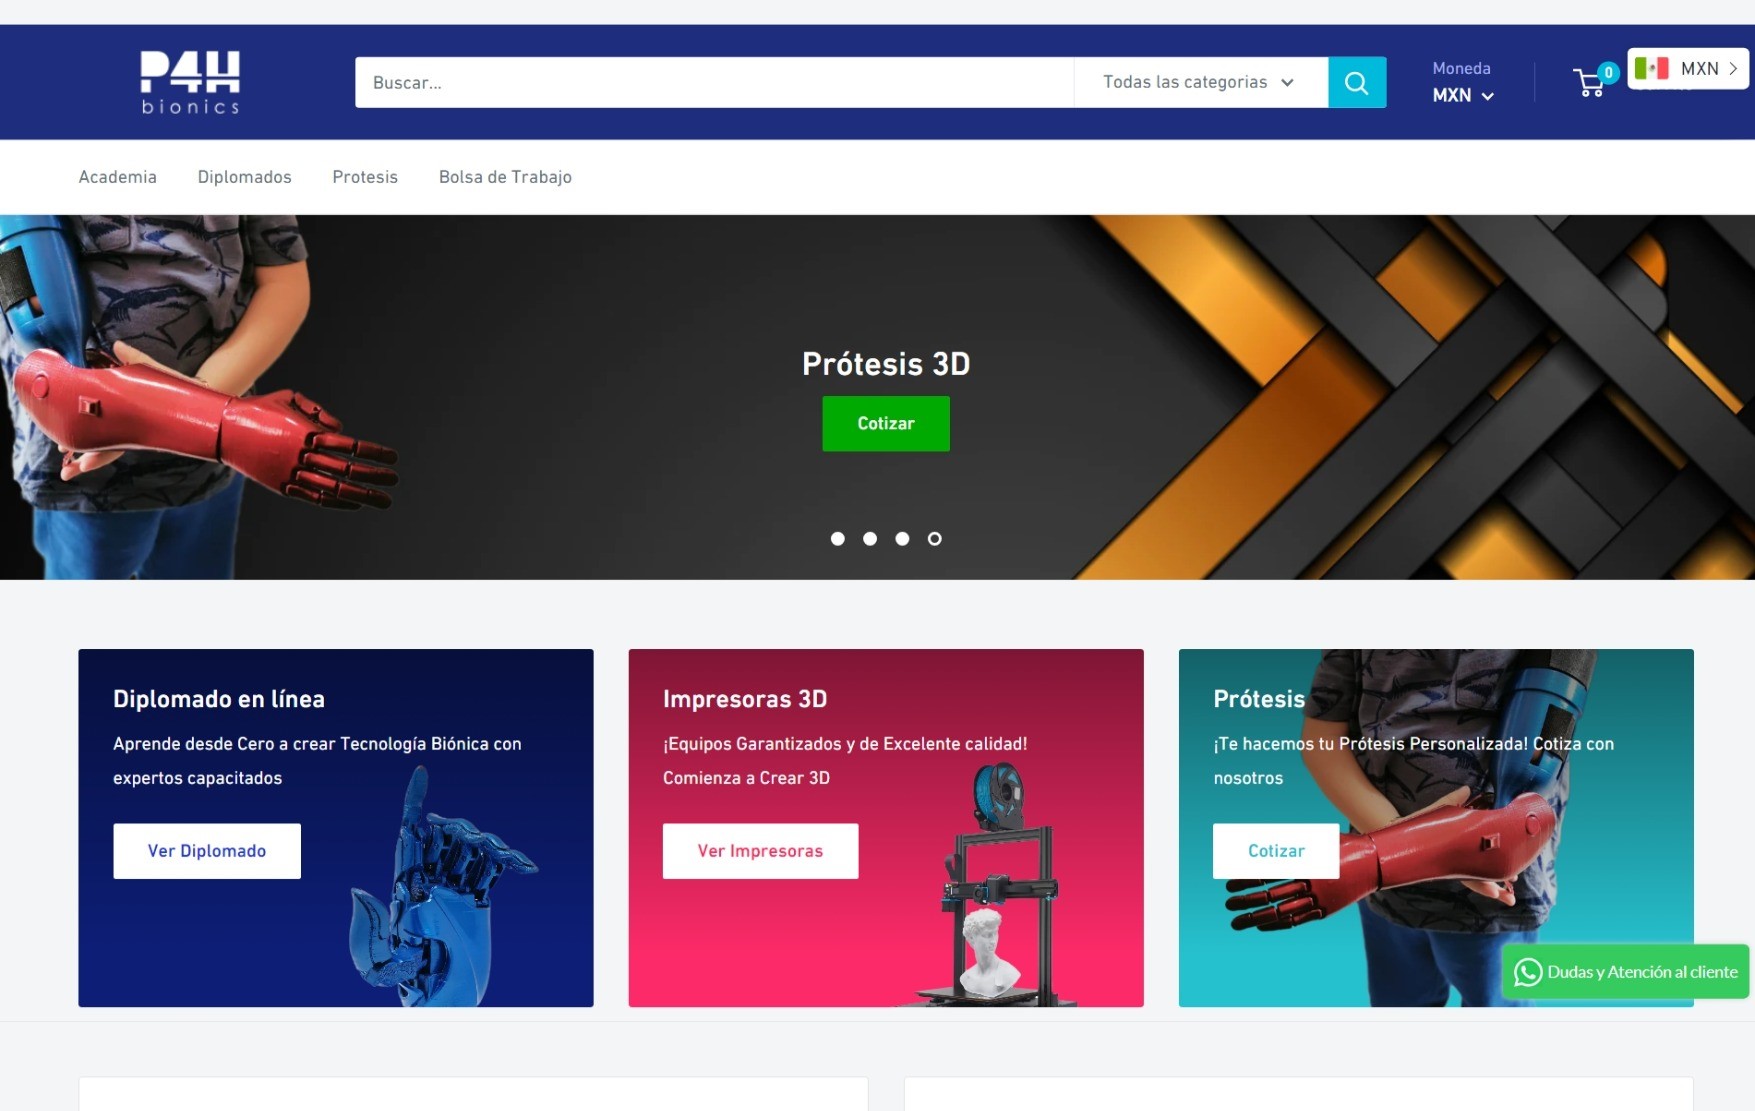 P4H
bionics
Buscar...
Todas las categorias
Moneda
MXN
0
MXN
Academia
Diplomados
Protesis
Bolsa de Trabajo
Prótesis 3D
Cotizar
Diplomado en línea
Aprende desde Cero a crear Tecnología Biónica con
expertos capacitados
Ver Diplomado
Impresoras 3D
¡Equipos Garantizados y de Excelente calidad!
Comienza a Crear 3D
Ver Impresoras
Prótesis
¡Te hacemos tu Prótesis Personalizada! Cotiza con
nosotros
Cotizar
Dudas y Atención al cliente